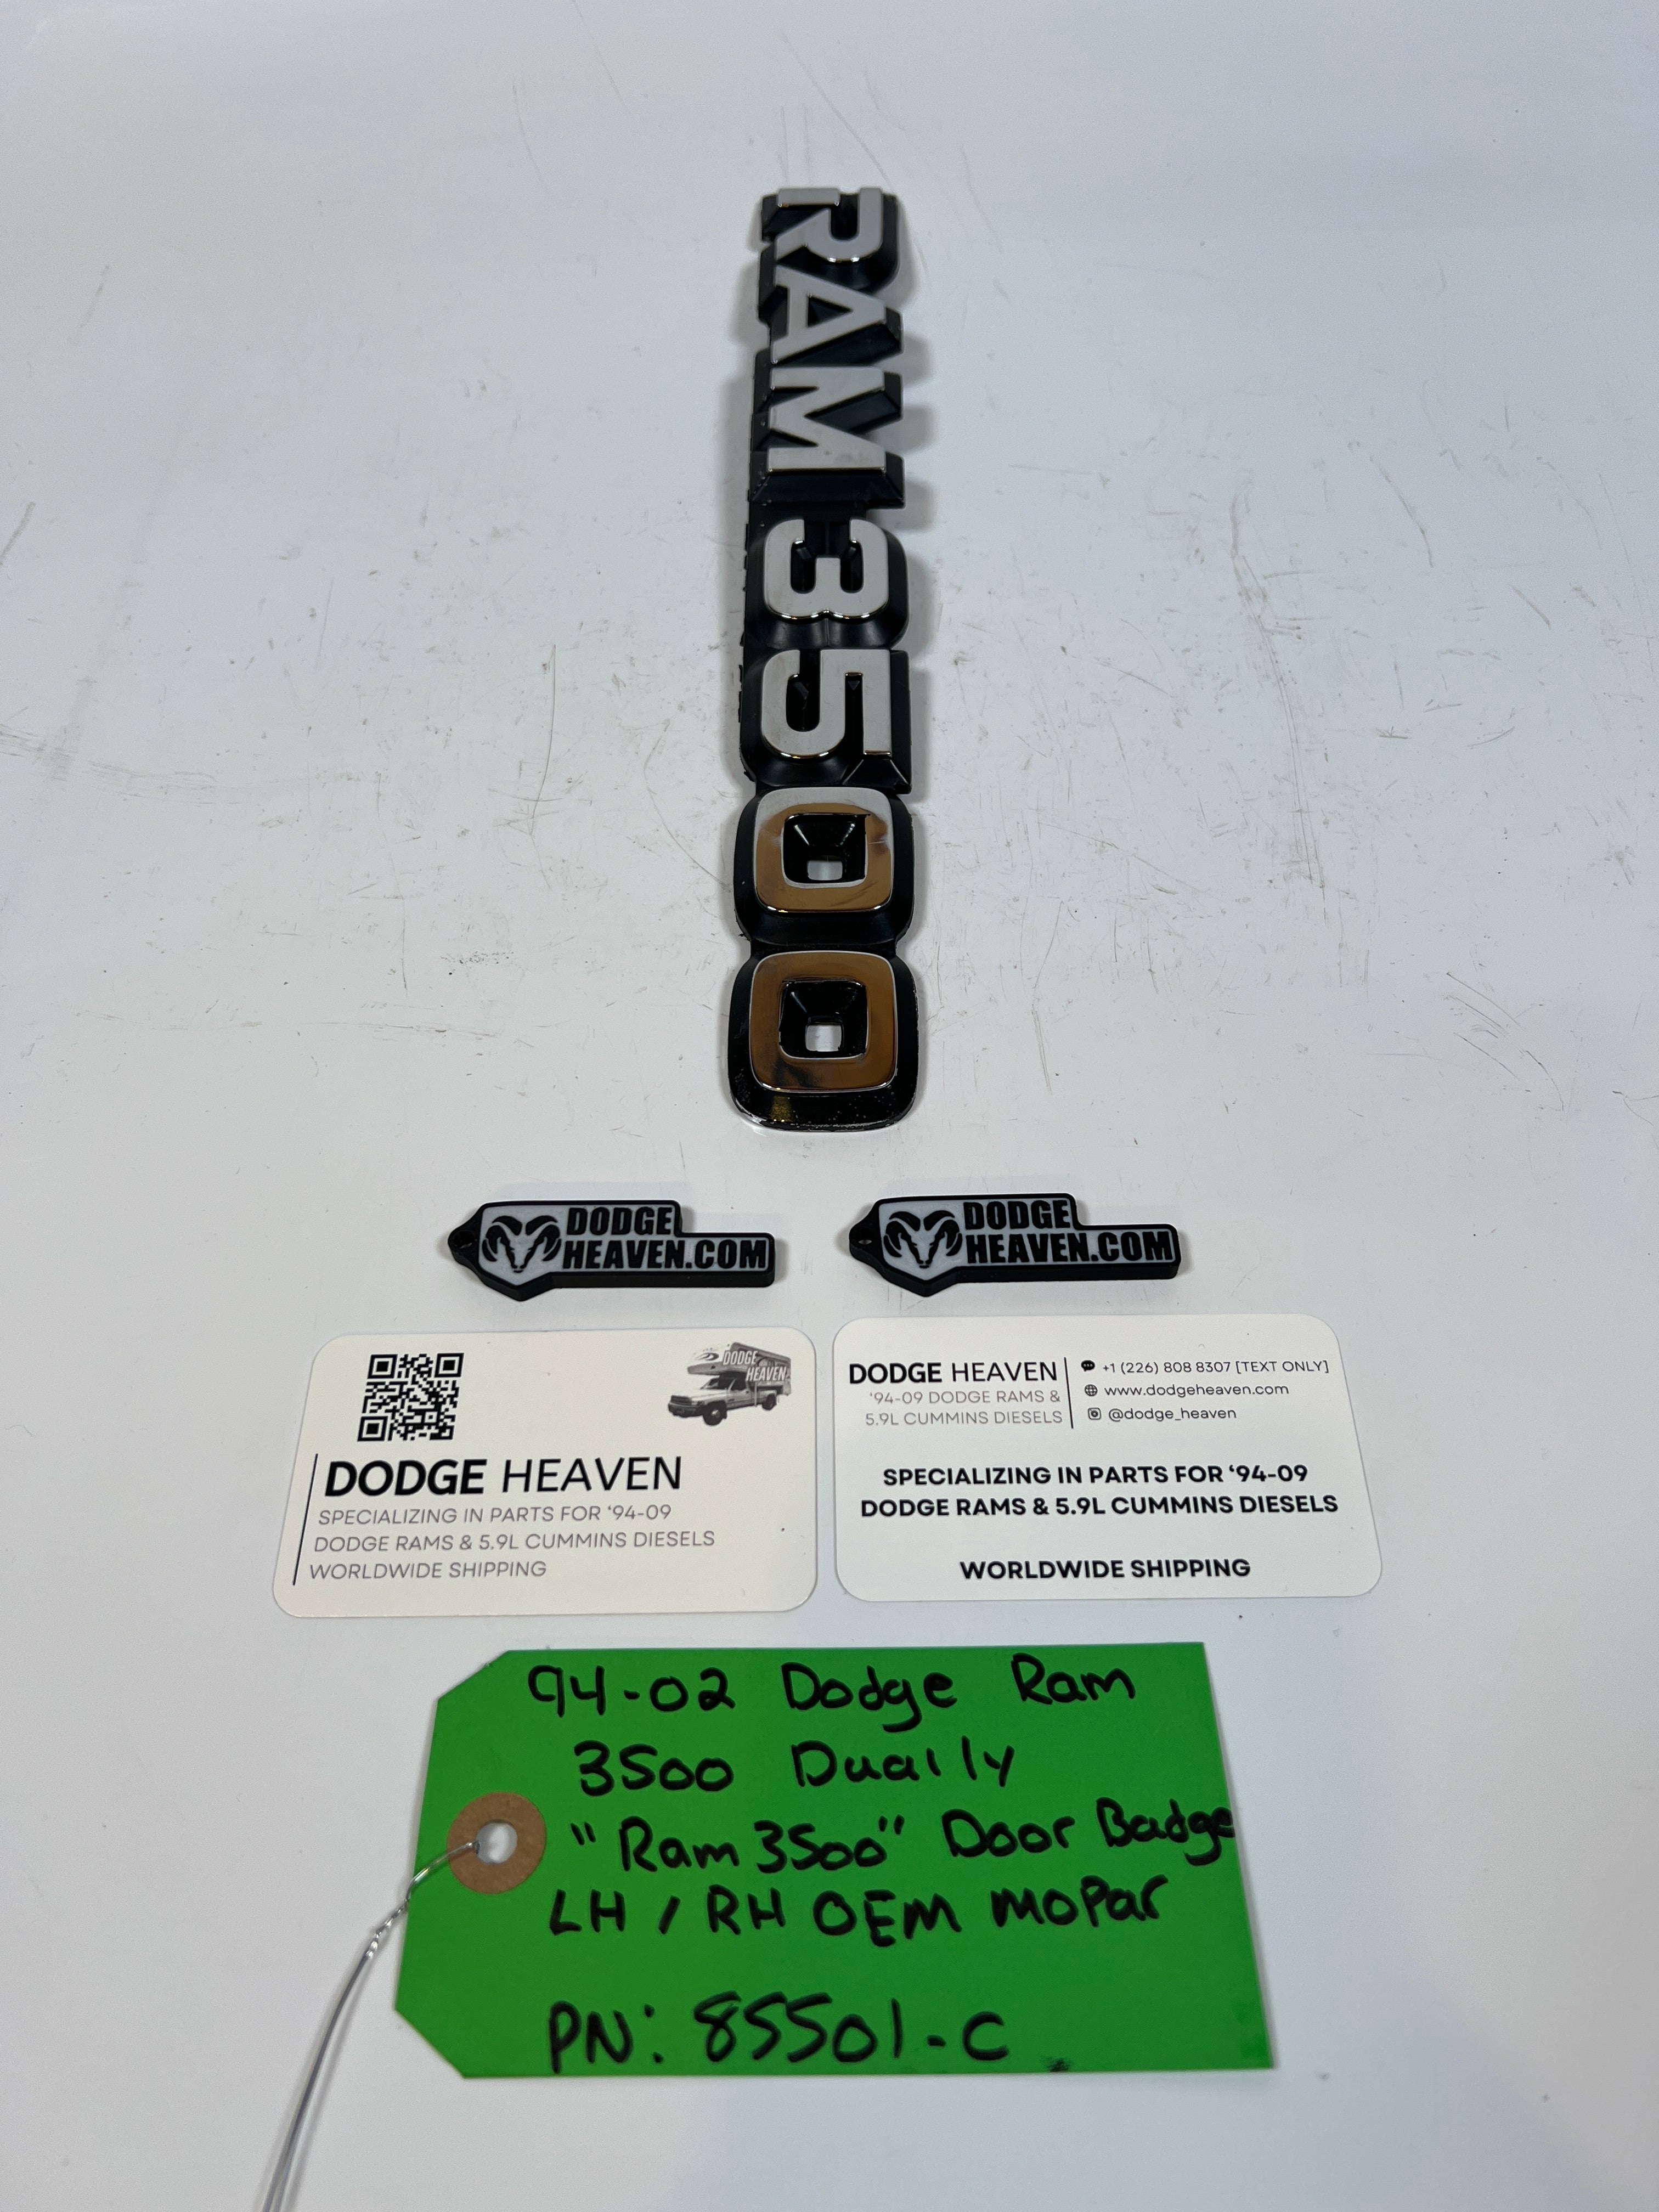 RAM 3500
DODGE
HEAVEN.COM
DODGE
HEAVEN.COM
DODGE
HEAVEN
DODGE HEAVEN
SPECIALIZING IN PARTS FOR ‘94-09
DODGE RAMS & 5.9L CUMMINS DIESELS
WORLDWIDE SHIPPING
DODGE HEAVEN
‘94-09 DODGE RAMS &
5.9L CUMMINS DIESELS
+1 (226) 808 8307 [TEXT ONLY]
www.dodgeheaven.com
@dodge_heaven
SPECIALIZING IN PARTS FOR ‘94-09
DODGE RAMS & 5.9L CUMMINS DIESELS
WORLDWIDE SHIPPING
94-02 Dodge Ram
3500 Dually
"Ram 3500" Door Badge
LH / RH OEM MOPar
PN: 85501-C